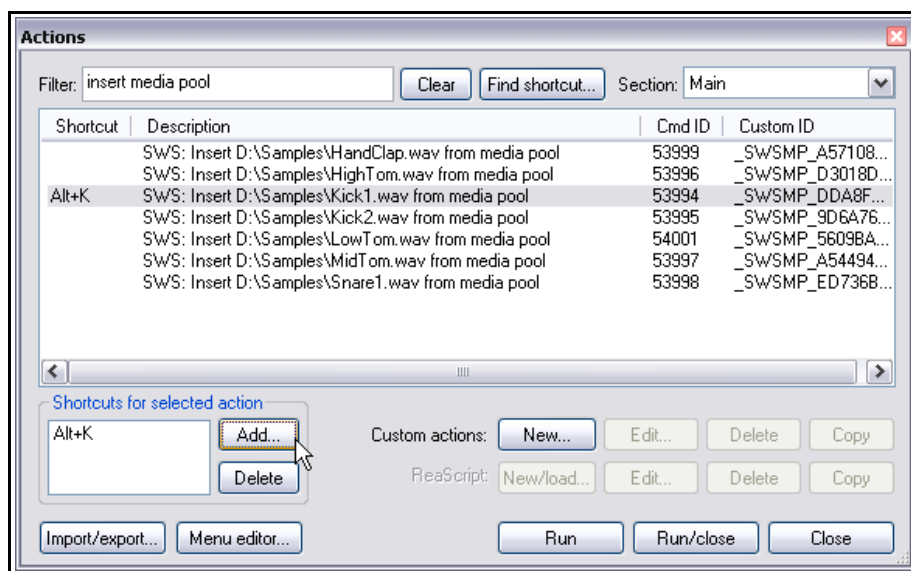 Actions
Filter: insert media pool Clear Find shortcut... Section: Main
Shortcut Description Cmd ID Custom ID
SWS: Insert D:\Samples\HandClap.wav from media pool 53999 _SWSMP_A57108...
SWS: Insert D:\Samples\HighTom.wav from media pool 53996 _SWSMP_D3018D...
Alt+K SWS: Insert D:\Samples\Kick1.wav from media pool 53994 _SWSMP_DDA8F...
SWS: Insert D:\Samples\Kick2.wav from media pool 53995 _SWSMP_9D6A76...
SWS: Insert D:\Samples\LowTom.wav from media pool 54001 _SWSMP_5609BA...
SWS: Insert D:\Samples\MidTom.wav from media pool 53997 _SWSMP_A54494...
SWS: Insert D:\Samples\Snare1.wav from media pool 53998 _SWSMP_ED736B...
Shortcuts for selected action
Alt+K Add... Custom actions: New... Edit... Delete Copy
Delete ReaScript: New/load... Edit... Delete Copy
Import/export... Menu editor... Run Run/close Close